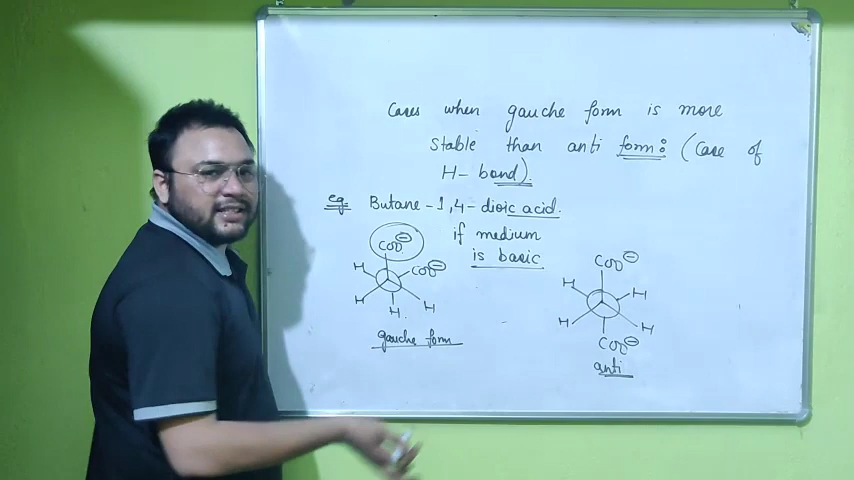 Cases when gauche form is more
stable than anti form: (Case of
H-bond).
eg. Butane-1,4-dioic acid.
if medium
is basic
COO⊖
COO⊖
H
H
H
H
gauche form
COO⊖
H
H
H
H
COO⊖
anti